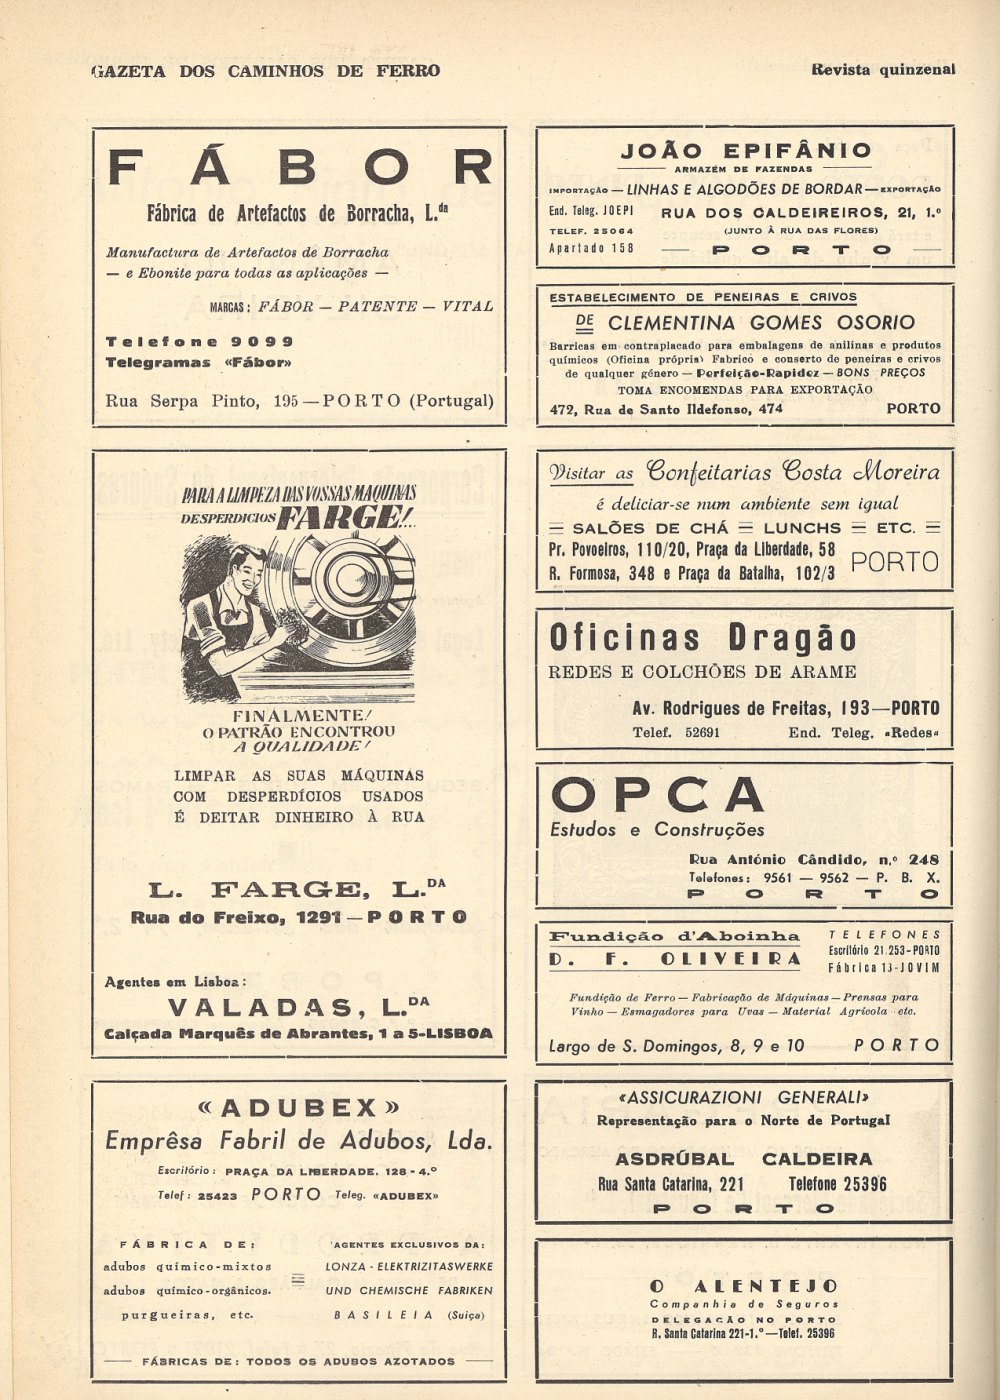 GAZETA DOS CAMINHOS DE FERRO
Revista quinzenal
FÁBOR
Fábrica de Artefactos de Borracha, L.da
Manufactura de Artefactos de Borracha
— e Ebonite para todas as aplicações —
MARCAS: FÁBOR — PATENTE — VITAL
Telefone 9099
Telegramas «Fábor»
Rua Serpa Pinto, 195 — PORTO (Portugal)
PARA A LIMPEZA DAS VOSSAS MAQUINAS
DESPERDICIOS FARGE!..
FINALMENTE!
O PATRÃO ENCONTROU
A QUALIDADE!
LIMPAR AS SUAS MÁQUINAS
COM DESPERDÍCIOS USADOS
É DEITAR DINHEIRO À RUA
L. FARGE, L.DA
Rua do Freixo, 1291 — PORTO
Agentes em Lisboa:
VALADAS, L.DA
Calçada Marquês de Abrantes, 1 a 5-LISBOA
«ADUBEX»
Emprêsa Fabril de Adubos, Lda.
Escritório: PRAÇA DA LIBERDADE. 128-4.º
Telef: 25423 PORTO Teleg. «ADUBEX»
FÁBRICA DE:
adubos químico-mixtos
adubos químico-orgânicos.
purgueiras, etc.
AGENTES EXCLUSIVOS DA:
LONZA - ELEKTRIZITASWERKE
UND CHEMISCHE FABRIKEN
BASILEIA (Suiça)
FÁBRICAS DE: TODOS OS ADUBOS AZOTADOS
JOÃO EPIFÂNIO
ARMAZÉM DE FAZENDAS
IMPORTAÇÃO — LINHAS E ALGODÕES DE BORDAR — EXPORTAÇÃO
End. Teleg. JOEPI RUA DOS CALDEIREIROS, 21, 1.º
TELEF. 25064 (JUNTO À RUA DAS FLORES)
Apartado 158 — PORTO —
ESTABELECIMENTO DE PENEIRAS E CRIVOS
DE CLEMENTINA GOMES OSORIO
Barricas em contraplacado para embalagens de anilinas e produtos
químicos (Oficina própria) Fabrico e conserto de peneiras e crivos
de qualquer género — Perfeição-Rapidez — BONS PREÇOS
TOMA ENCOMENDAS PARA EXPORTAÇÃO
472, Rua de Santo Ildefonso, 474 PORTO
Visitar as Confeitarias Costa Moreira
é deliciar-se num ambiente sem igual
SALÕES DE CHÁ = LUNCHS = ETC.
Pr. Povoeiros, 110/20, Praça da Liberdade, 58
R. Formosa, 348 e Praça da Batalha, 102/3
PORTO
Oficinas Dragão
REDES E COLCHÕES DE ARAME
Av. Rodrigues de Freitas, 193—PORTO
Telef. 52691 End. Teleg. «Redes»
OPCA
Estudos e Construções
Rua António Cândido, n.º 248
Telefones: 9561 — 9562 — P. B. X.
PORTO
Fundição d'Aboinha
D. F. OLIVEIRA
TELEFONES
Escritório 21.253-PORTO
Fábrica 13-JOVIM
Fundição de Ferro — Fabricação de Máquinas — Prensas para
Vinho — Esmagadores para Uvas — Material Agrícola etc.
Largo de S. Domingos, 8, 9 e 10 PORTO
«ASSICURAZIONI GENERALI»
Representação para o Norte de Portugal
ASDRÚBAL CALDEIRA
Rua Santa Catarina, 221 Telefone 25396
PORTO
O ALENTEJO
Companhia de Seguros
DELEGAÇÃO NO PORTO
R. Santa Catarina 221-1.º—Telef. 25396